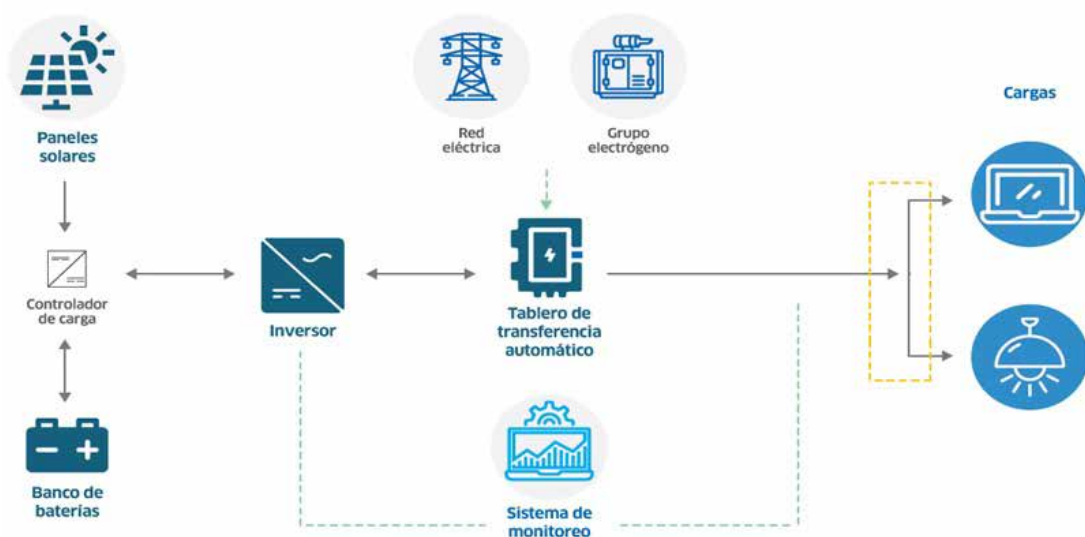 Paneles
solares
Red
eléctrica
Grupo
electrógeno
Cargas
Controlador
de carga
Inversor
Tablero de
transferencia
automático
Banco de
baterías
Sistema de
monitoreo